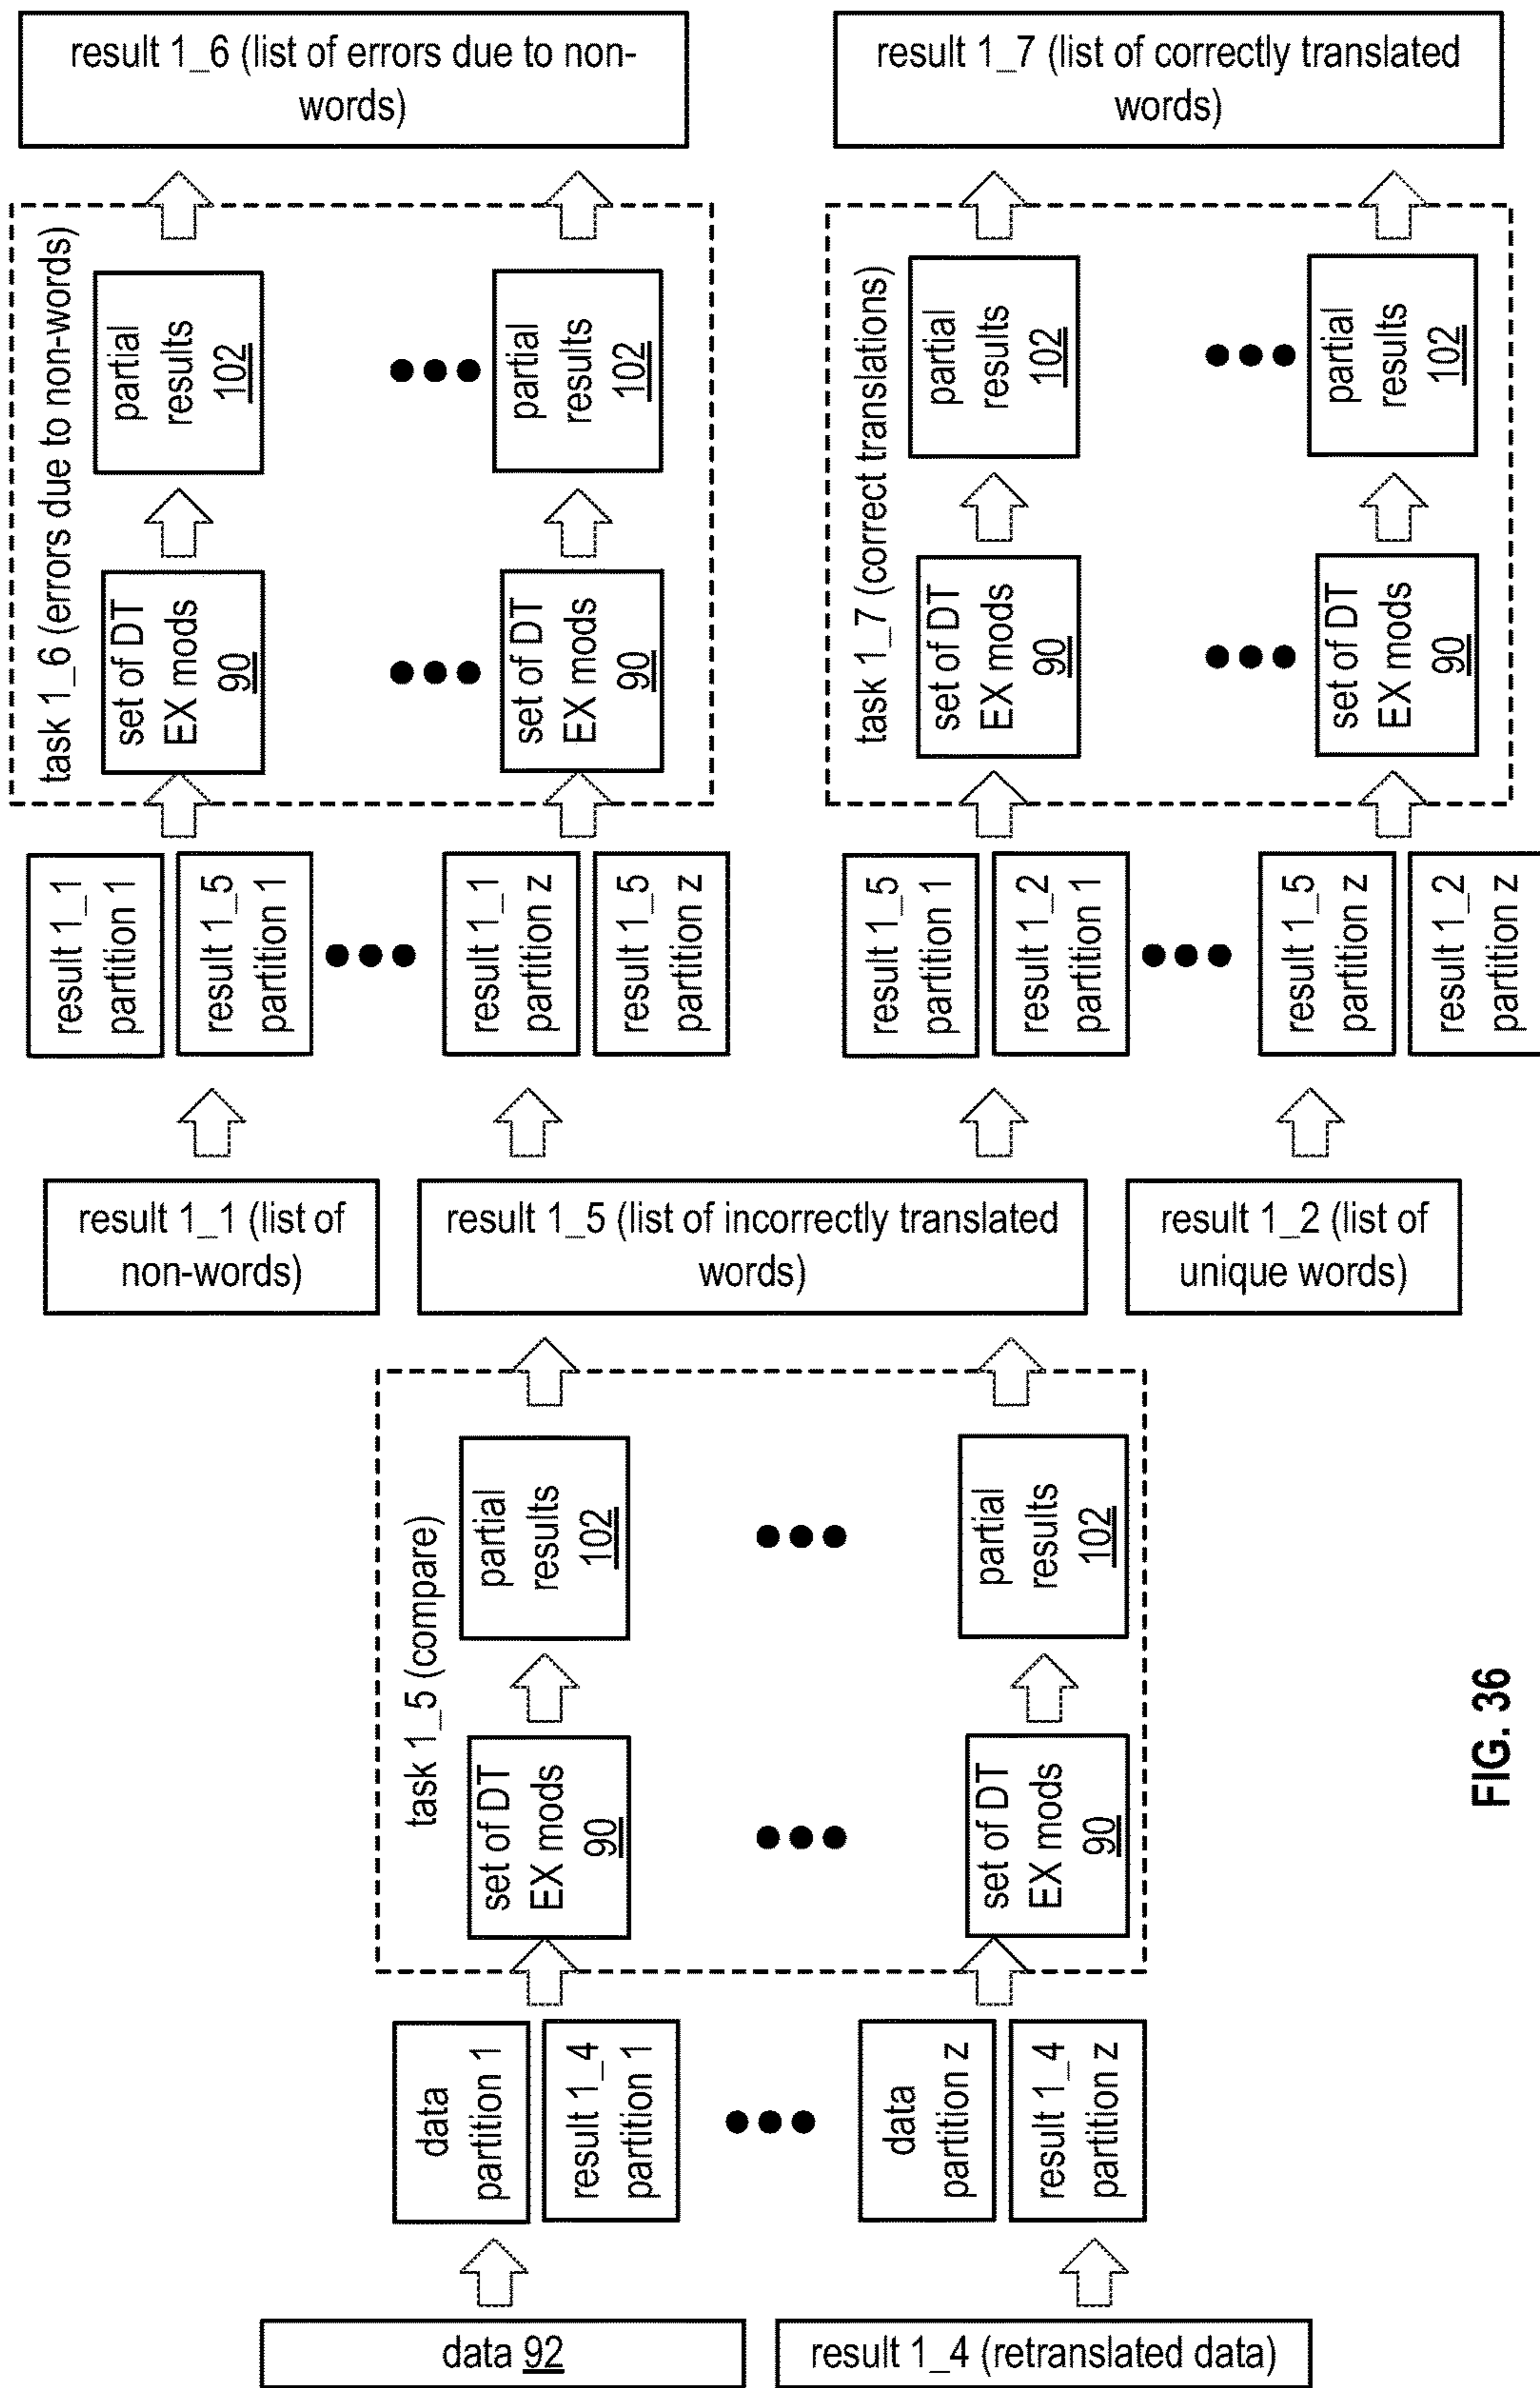 data 92
result 1_4 (retranslated data)
data
partition 1
result 1_4
partition 1
data
partition z
result 1_4
partition z
task 1_5 (compare)
set of DT
EX mods
90
partial
results
102
set of DT
EX mods
90
partial
results
102
result 1_1 (list of
non-words)
result 1_5 (list of incorrectly translated
words)
result 1_2 (list of
unique words)
result 1_1
partition 1
result 1_5
partition 1
result 1_1
partition z
result 1_5
partition z
task 1_6 (errors due to non-words)
set of DT
EX mods
90
partial
results
102
set of DT
EX mods
90
partial
results
102
result 1_6 (list of errors due to non-
words)
result 1_5
partition 1
result 1_2
partition 1
result 1_5
partition z
result 1_2
partition z
task 1_7 (correct translations)
set of DT
EX mods
90
partial
results
102
set of DT
EX mods
90
partial
results
102
result 1_7 (list of correctly translated
words)
FIG. 36